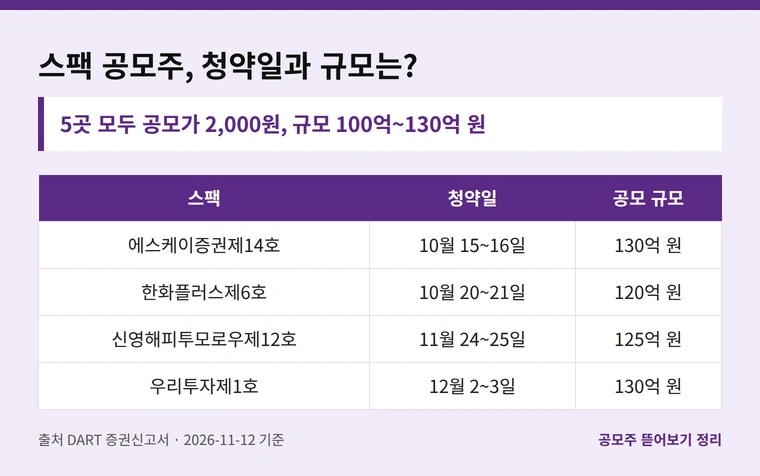 스팩 공모주, 청약일과 규모는?
5곳 모두 공모가 2,000원, 규모 100억~130억 원
스팩 청약일 공모 규모
에스케이증권제14호 10월 15~16일 130억 원
한화플러스제6호 10월 20~21일 120억 원
신영해피투모로우제12호 11월 24~25일 125억 원
우리투자제1호 12월 2~3일 130억 원
출처 DART 증권신고서 · 2026-11-12 기준 공모주 뜯어보기 정리